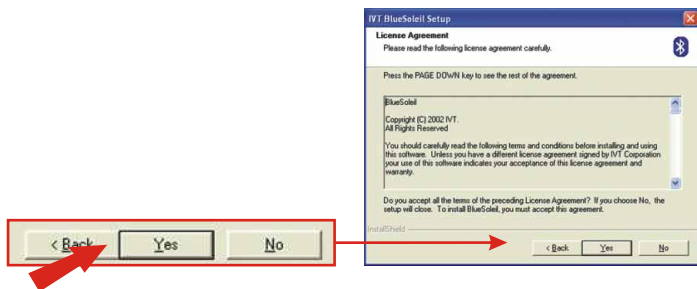 IVT BlueSoleil Setup
License Agreement
Please read the following license agreement carefully.
Press the PAGE DOWN key to see the rest of the agreement.
BlueSoleil
Copyright (C) 2002 IVT.
All Rights Reserved
You should carefully read the following terms and conditions before installing and using
this software. Unless you have a different license agreement signed by IVT Corporation
your use of this software indicates your acceptance of this license agreement and
warranty.
Do you accept all the terms of the preceding License Agreement? If you choose No, the
setup will close. To install BlueSoleil, you must accept this agreement.
InstallShield
< Back Yes No
< Back Yes No